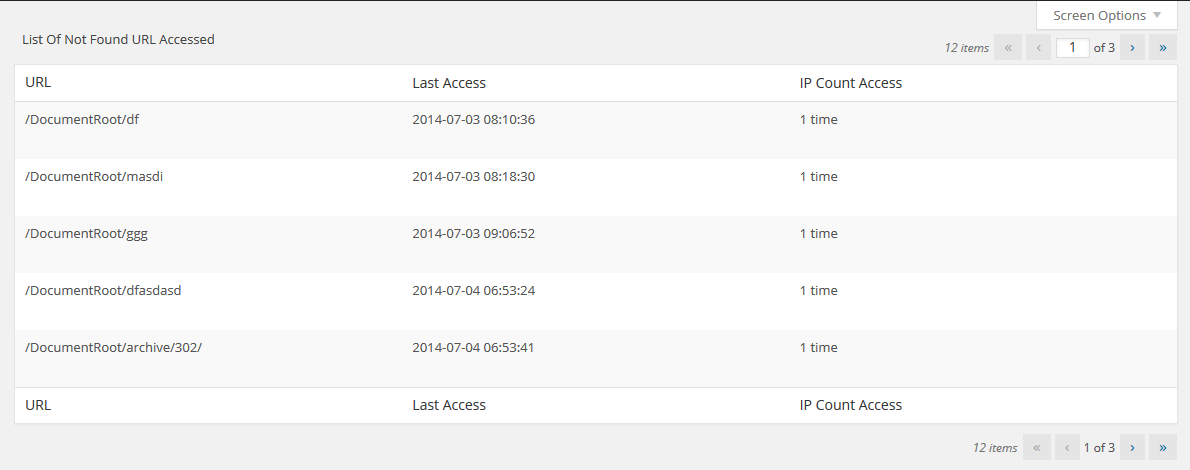 Screen Options
List Of Not Found URL Accessed
12 items « ‹ 1 of 3 › »
URL Last Access IP Count Access
/DocumentRoot/df 2014-07-03 08:10:36 1 time
/DocumentRoot/masdi 2014-07-03 08:18:30 1 time
/DocumentRoot/ggg 2014-07-03 09:06:52 1 time
/DocumentRoot/dfasdasd 2014-07-04 06:53:24 1 time
/DocumentRoot/archive/302/ 2014-07-04 06:53:41 1 time
URL Last Access IP Count Access
12 items « ‹ 1 of 3 › »